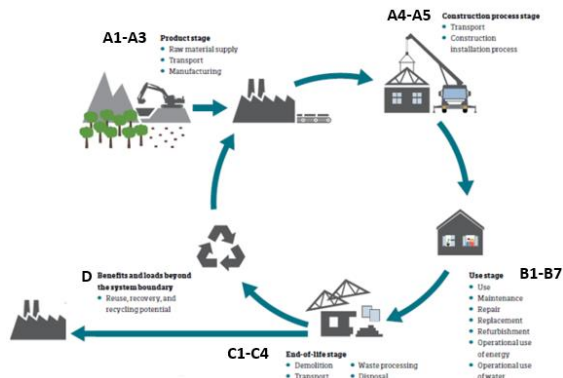 A1-A3
Product stage
• Raw material supply
• Transport
• Manufacturing
A4-A5
Construction process stage
• Transport
• Construction
installation process
B1-B7
Use stage
• Use
• Maintenance
• Repair
• Replacement
• Refurbishment
• Operational use
of energy
• Operational use
of water
C1-C4
End-of-life stage
• Demolition
• Transport
• Waste processing
• Disposal
D
Benefits and loads beyond
the system boundary
• Reuse, recovery, and
recycling potential